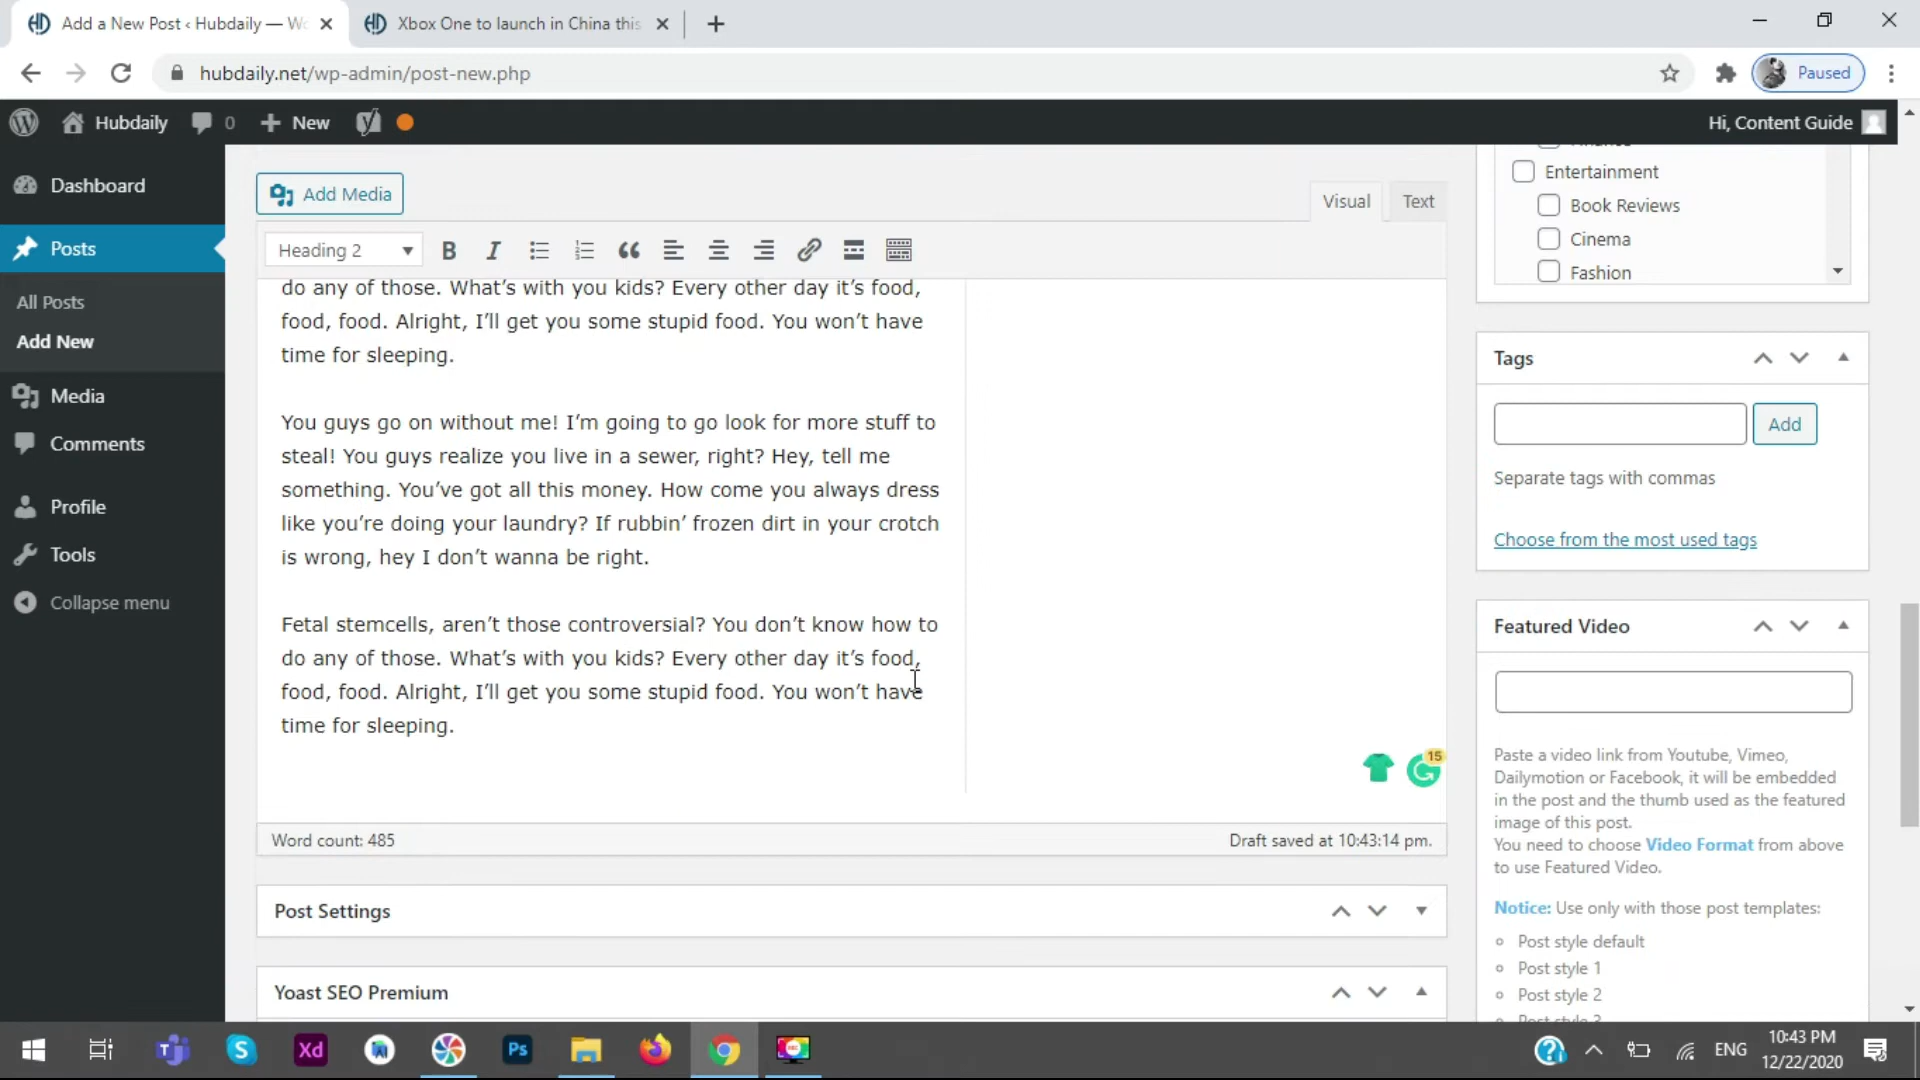 Add a New Post ‹ Hubdaily — Wo
Xbox One to launch in China this
hubdaily.net/wp-admin/post-new.php
Paused
Hubdaily
0
New
Hi, Content Guide
Dashboard
Posts
All Posts
Add New
Media
Comments
Profile
Tools
Collapse menu
Add Media
Visual
Text
Heading 2
B
I
do any of those. What’s with you kids? Every other day it’s food,
food, food. Alright, I’ll get you some stupid food. You won’t have
time for sleeping.
You guys go on without me! I’m going to go look for more stuff to
steal! You guys realize you live in a sewer, right? Hey, tell me
something. You’ve got all this money. How come you always dress
like you’re doing your laundry? If rubbin’ frozen dirt in your crotch
is wrong, hey I don’t wanna be right.
Fetal stemcells, aren’t those controversial? You don’t know how to
do any of those. What’s with you kids? Every other day it’s food,
food, food. Alright, I’ll get you some stupid food. You won’t have
time for sleeping.
15
Word count: 485
Draft saved at 10:43:14 pm.
Post Settings
Yoast SEO Premium
Entertainment
Book Reviews
Cinema
Fashion
Tags
Add
Separate tags with commas
Choose from the most used tags
Featured Video
Paste a video link from Youtube, Vimeo,
Dailymotion or Facebook, it will be embedded
in the post and the thumb used as the featured
image of this post.
You need to choose Video Format from above
to use Featured Video.
Notice: Use only with those post templates:
Post style default
Post style 1
Post style 2
Xd
Ps
ENG
10:43 PM
12/22/2020